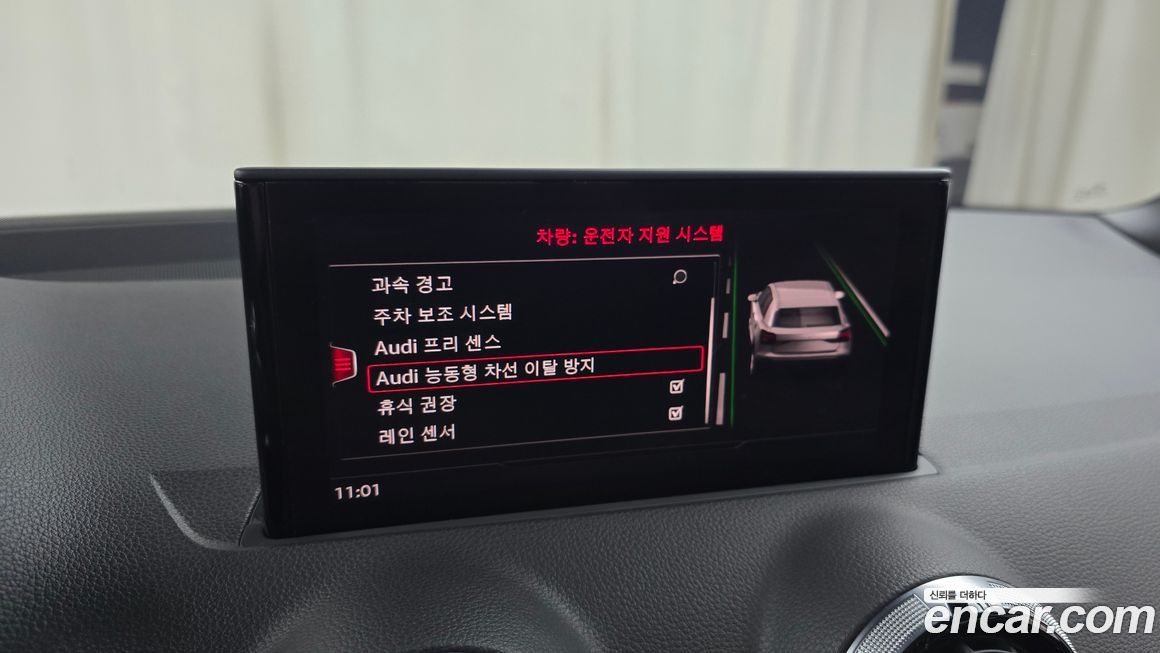 차량: 운전자 지원 시스템
과속 경고
주차 보조 시스템
Audi 프리 센스
Audi 능동형 차선 이탈 방지
휴식 권장
레인 센서
11:01
신뢰를 더하다
encar.com